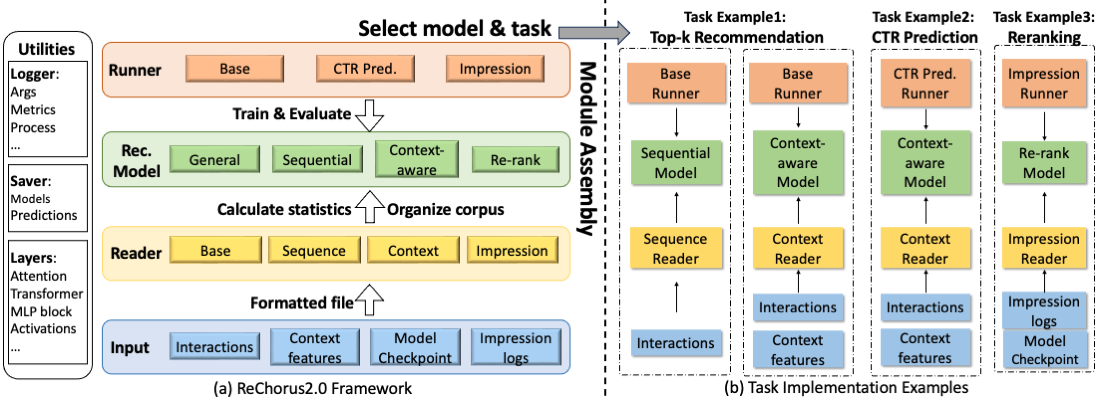 Select model & task
Utilities
Logger:
Args
Metrics
Process
...
Saver:
Models
Predictions
Layers:
Attention
Transformer
MLP block
Activations
...
Runner
Base
CTR Pred.
Impression
Train & Evaluate
Rec.
Model
General
Sequential
Context-
aware
Re-rank
Calculate statistics
Organize corpus
Reader
Base
Sequence
Context
Impression
Formatted file
Input
Interactions
Context
features
Model
Checkpoint
Impression
logs
(a) ReChorus2.0 Framework
Module Assembly
Task Example1:
Top-k Recommendation
Base
Runner
Sequential
Model
Sequence
Reader
Interactions
Base
Runner
Context-
aware
Model
Context
Reader
Interactions
Context
features
Task Example2:
CTR Prediction
CTR Pred.
Runner
Context-
aware
Model
Context
Reader
Interactions
Context
features
Task Example3:
Reranking
Impression
Runner
Re-rank
Model
Impression
Reader
Impression
logs
Model
Checkpoint
(b) Task Implementation Examples